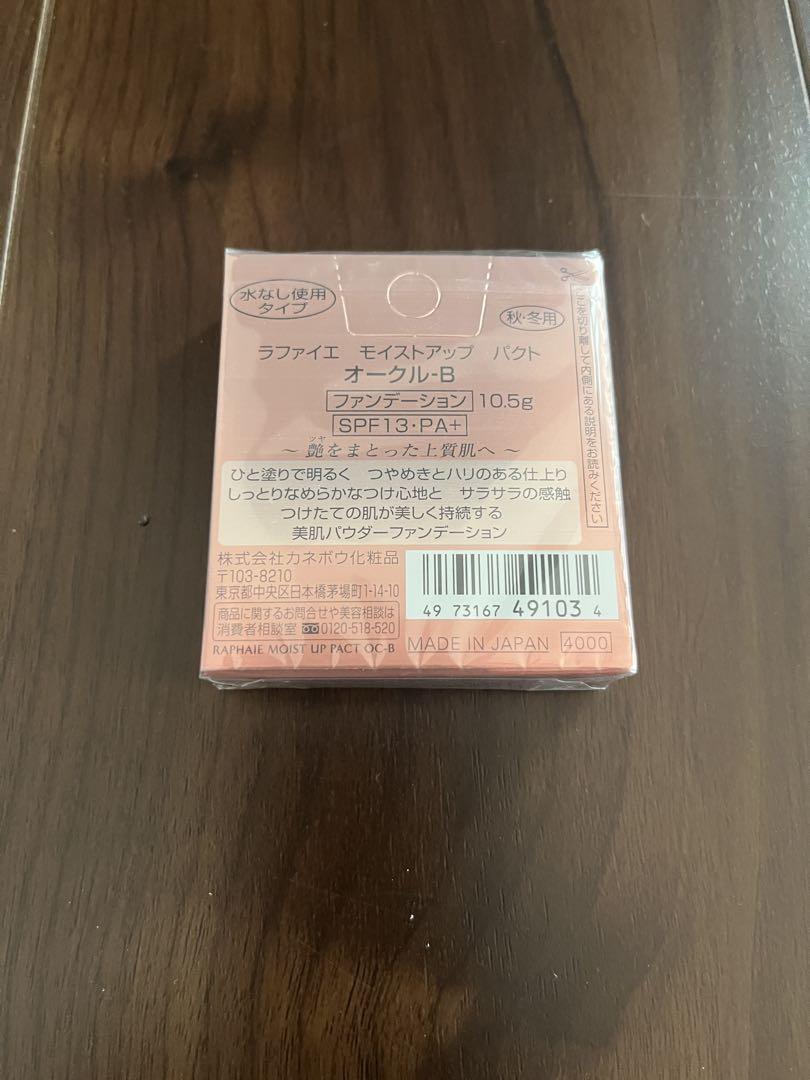 水なし使用
タイプ
秋・冬用
ラファイエ モイストアップ パクト
オークル-B
ファンデーション 10.5g
SPF13・PA+
ツヤ
～艶をまとった上質肌へ～
ひと塗りで明るく つやめきとハリのある仕上り
しっとりなめらかなつけ心地と サラサラの感触
つけたての肌が美しく持続する
美肌パウダーファンデーション
ここを切り離して内側にある説明をお読みください
株式会社カネボウ化粧品
〒103-8210
東京都中央区日本橋茅場町1-14-10
商品に関するお問合せや美容相談は
消費者相談室 0120-518-520
RAPHAIE MOIST UP PACT OC-B
49 73167 49103 4
MADE IN JAPAN 4000